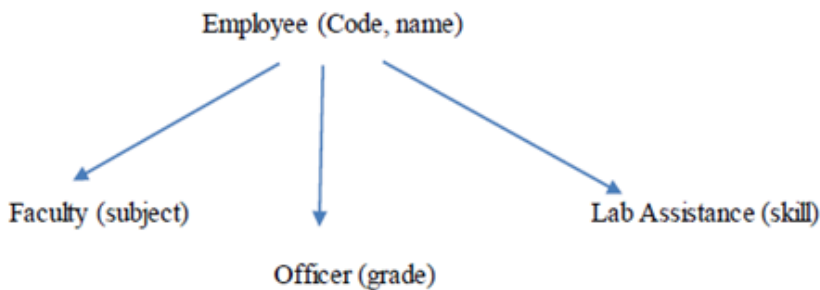 Employee (Code, name)
Faculty (subject)
Lab Assistance (skill)
Officer (grade)